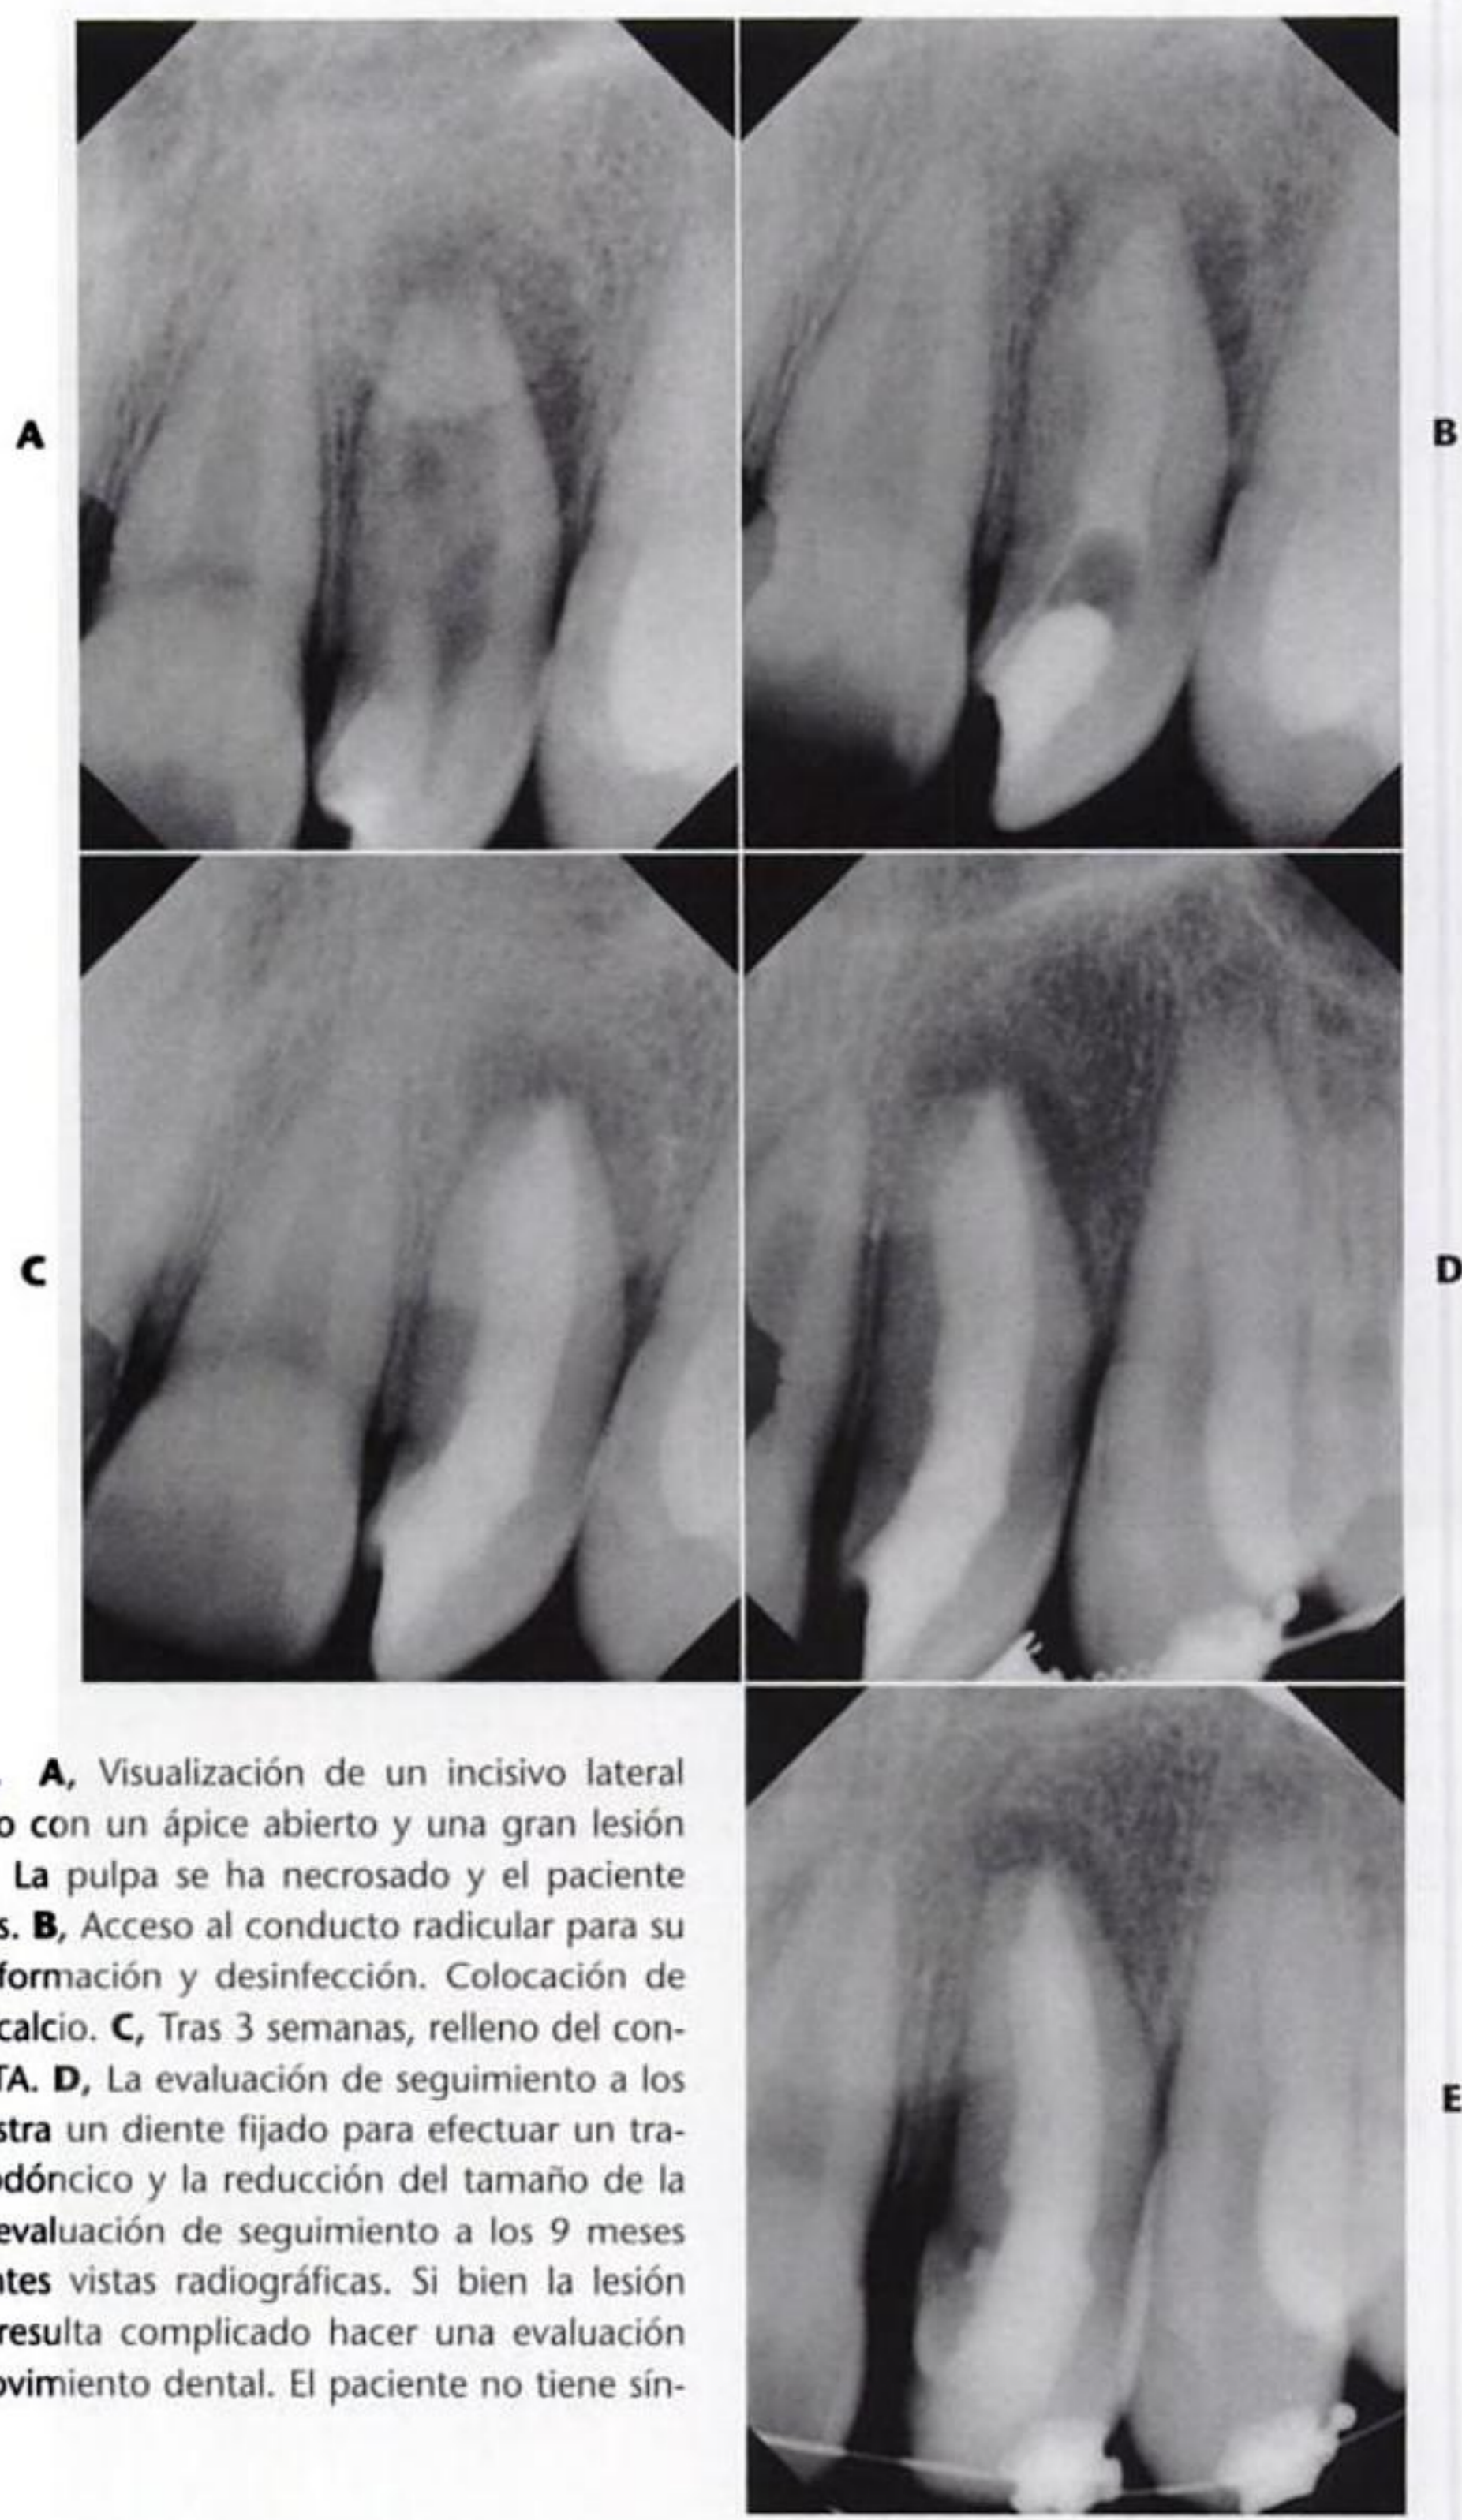 A
B
C
D
E
A, Visualización de un incisivo lateral
o con un ápice abierto y una gran lesión
La pulpa se ha necrosado y el paciente
s. B, Acceso al conducto radicular para su
formación y desinfección. Colocación de
calcio. C, Tras 3 semanas, relleno del con-
TA. D, La evaluación de seguimiento a los
stra un diente fijado para efectuar un tra-
odóncico y la reducción del tamaño de la
evaluación de seguimiento a los 9 meses
ntes vistas radiográficas. Si bien la lesión
resulta complicado hacer una evaluación
ovimiento dental. El paciente no tiene sín-